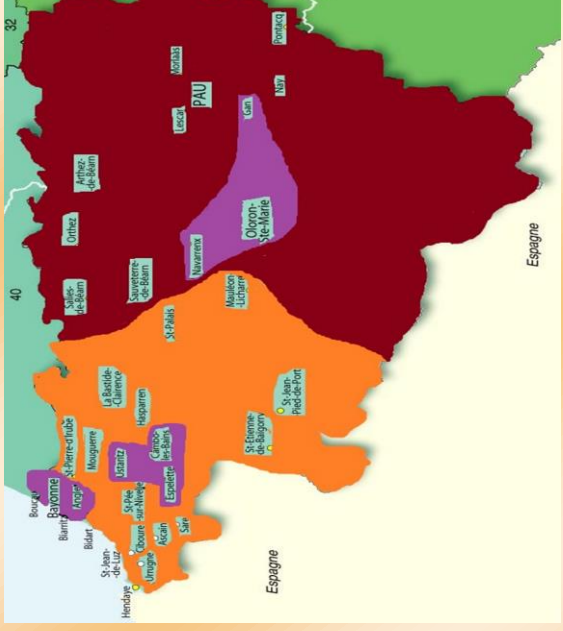 40
32
Boucau
Bayonne
Biarritz
Anglet
Bidart
St-Jean-
-de-Luz
Hendaye
Urrugne
Ciboure
Ascain
Sare
St-Pée
-sur-Nivelle
Espelette
Ustaritz
Cambo
-les-Bains
St-Pierre-d'Irube
Mouguerre
La Bastide-
-Clairence
Hasparren
St-Palais
St-Etienne
-de-Baïgorry
St-Jean-
Pied-de-Port
Mauléon
-Licharre
Salies-
-de-Béarn
Orthez
Arthez-
-de-Béarn
Sauveterre-
-de-Béarn
Navarrenx
Oloron-
-Ste-Marie
Gan
Lescar
PAU
Morlaàs
Nay
Pontacq
Espagne
Espagne